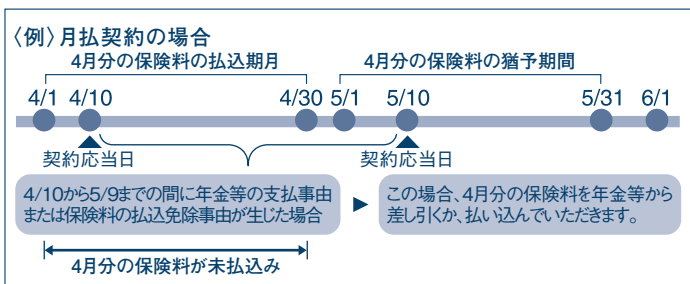 〈例〉月払契約の場合
4月分の保険料の払込期月 4月分の保険料の猶予期間
4/1 4/10 4/30 5/1 5/10 5/31 6/1
契約応当日 契約応当日
4/10から5/9までの間に年金等の支払事由
または保険料の払込免除事由が生じた場合
この場合、4月分の保険料を年金等から
差し引くか、払い込んでいただきます。
4月分の保険料が未払込み